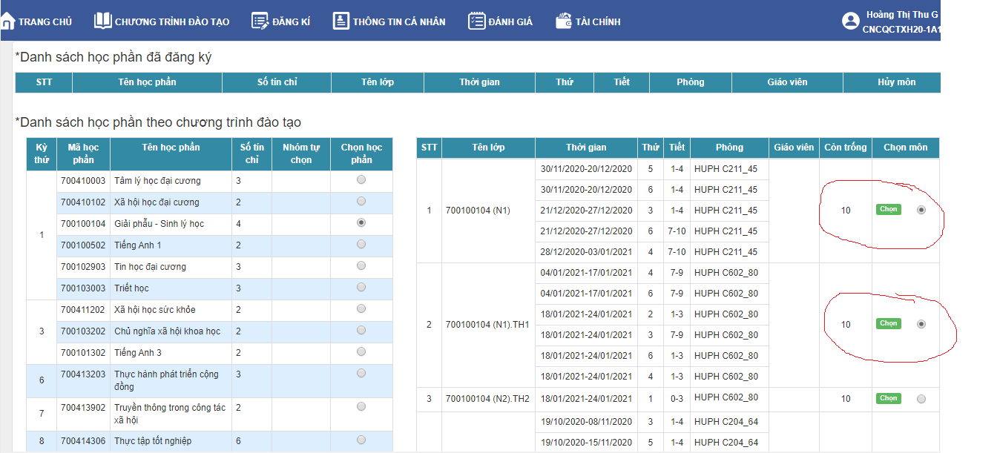 TRANG CHỦ CHƯƠNG TRÌNH ĐÀO TẠO ĐĂNG KÍ THÔNG TIN CÁ NHÂN ĐÁNH GIÁ TÀI CHÍNH Hoàng Thị Thu G
CNCQCTXH20-1A1
*Danh sách học phần đã đăng ký
STT Tên học phần Số tín chỉ Tên lớp Thời gian Thứ Tiết Phòng Giáo viên Hủy môn
*Danh sách học phần theo chương trình đào tạo
Kỳ thứ Mã học phần Tên học phần Số tín chỉ Nhóm tự chọn Chọn học phần
1
700410003 Tâm lý học đại cương 3
700410102 Xã hội học đại cương 2
700100104 Giải phẫu - Sinh lý học 4
700100502 Tiếng Anh 1 2
700102903 Tin học đại cương 3
700103003 Triết học 3
3
700411202 Xã hội học sức khỏe 2
700103202 Chủ nghĩa xã hội khoa học 2
700101302 Tiếng Anh 3 2
6 700413203 Thực hành phát triển cộng đồng 3
7 700413902 Truyền thông trong công tác xã hội 2
8 700414306 Thực tập tốt nghiệp 6
STT Tên lớp Thời gian Thứ Tiết Phòng Giáo viên Còn trống Chọn môn
1 700100104 (N1) 10 Chọn
30/11/2020-20/12/2020 5 1-4 HUPH C211_45
30/11/2020-20/12/2020 6 1-4 HUPH C211_45
21/12/2020-27/12/2020 3 1-4 HUPH C211_45
21/12/2020-27/12/2020 6 7-10 HUPH C211_45
28/12/2020-03/01/2021 4 7-10 HUPH C211_45
2 700100104 (N1).TH1 10 Chọn
04/01/2021-17/01/2021 4 7-9 HUPH C602_80
04/01/2021-17/01/2021 6 7-9 HUPH C602_80
18/01/2021-24/01/2021 2 1-3 HUPH C602_80
18/01/2021-24/01/2021 3 7-9 HUPH C602_80
18/01/2021-24/01/2021 6 1-3 HUPH C602_80
18/01/2021-24/01/2021 4 1-3 HUPH C602_80
3 700100104 (N2).TH2 18/01/2021-24/01/2021 1 0-3 HUPH C602_80 10 Chọn
19/10/2020-08/11/2020 3 1-4 HUPH C204_64
19/10/2020-15/11/2020 5 1-4 HUPH C204_64